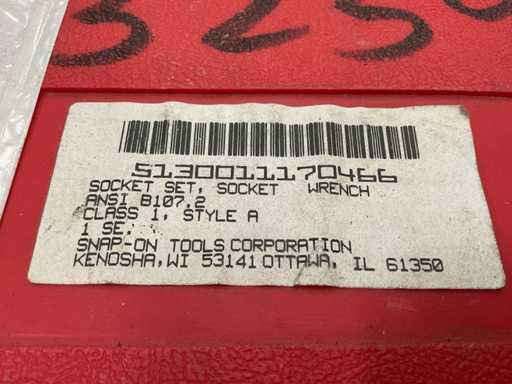 325
5130011170466
SOCKET SET, SOCKET WRENCH
ANSI B107.2
CLASS 1, STYLE A
1 SE.
SNAP-ON TOOLS CORPORATION
KENOSHA, WI 53141 OTTAWA, IL 61350